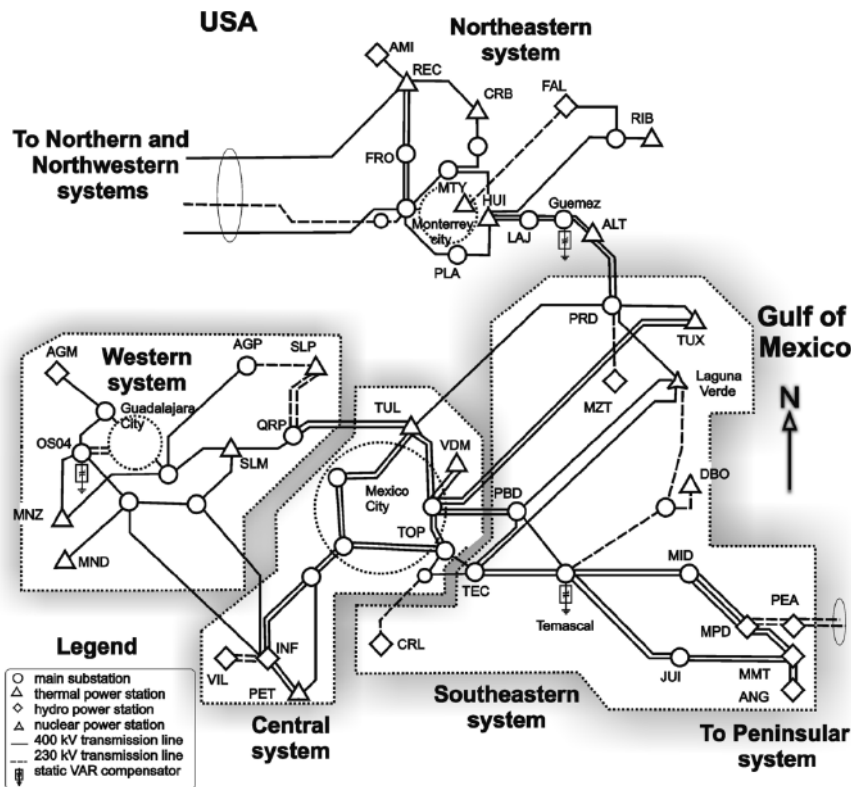 USA
Northeastern
system
AMI
REC
CRB
FAL
RIB
To Northern and
Northwestern
systems
FRO
MTY
HUI
Monterrey
city
Guemez
LAJ
ALT
PLA
PRD
TUX
Gulf of
Mexico
AGM
Western
system
AGP
SLP
Guadalajara
City
QRP
TUL
MZT
Laguna
Verde
N
OS04
SLM
VDM
Mexico
City
PBD
DBO
MNZ
MND
TOP
TEC
Temascal
MID
PEA
MPD
Legend
main substation
thermal power station
hydro power station
nuclear power station
400 kV transmission line
230 kV transmission line
static VAR compensator
VIL
INF
PET
CRL
JUI
MMT
ANG
Central
system
Southeastern
system
To Peninsular
system